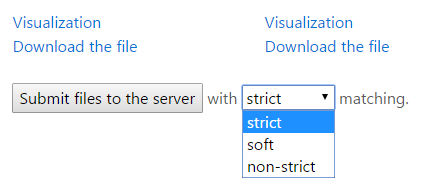 Visualization Visualization
Download the file Download the file
Submit files to the server with strict matching.
strict
soft
non-strict